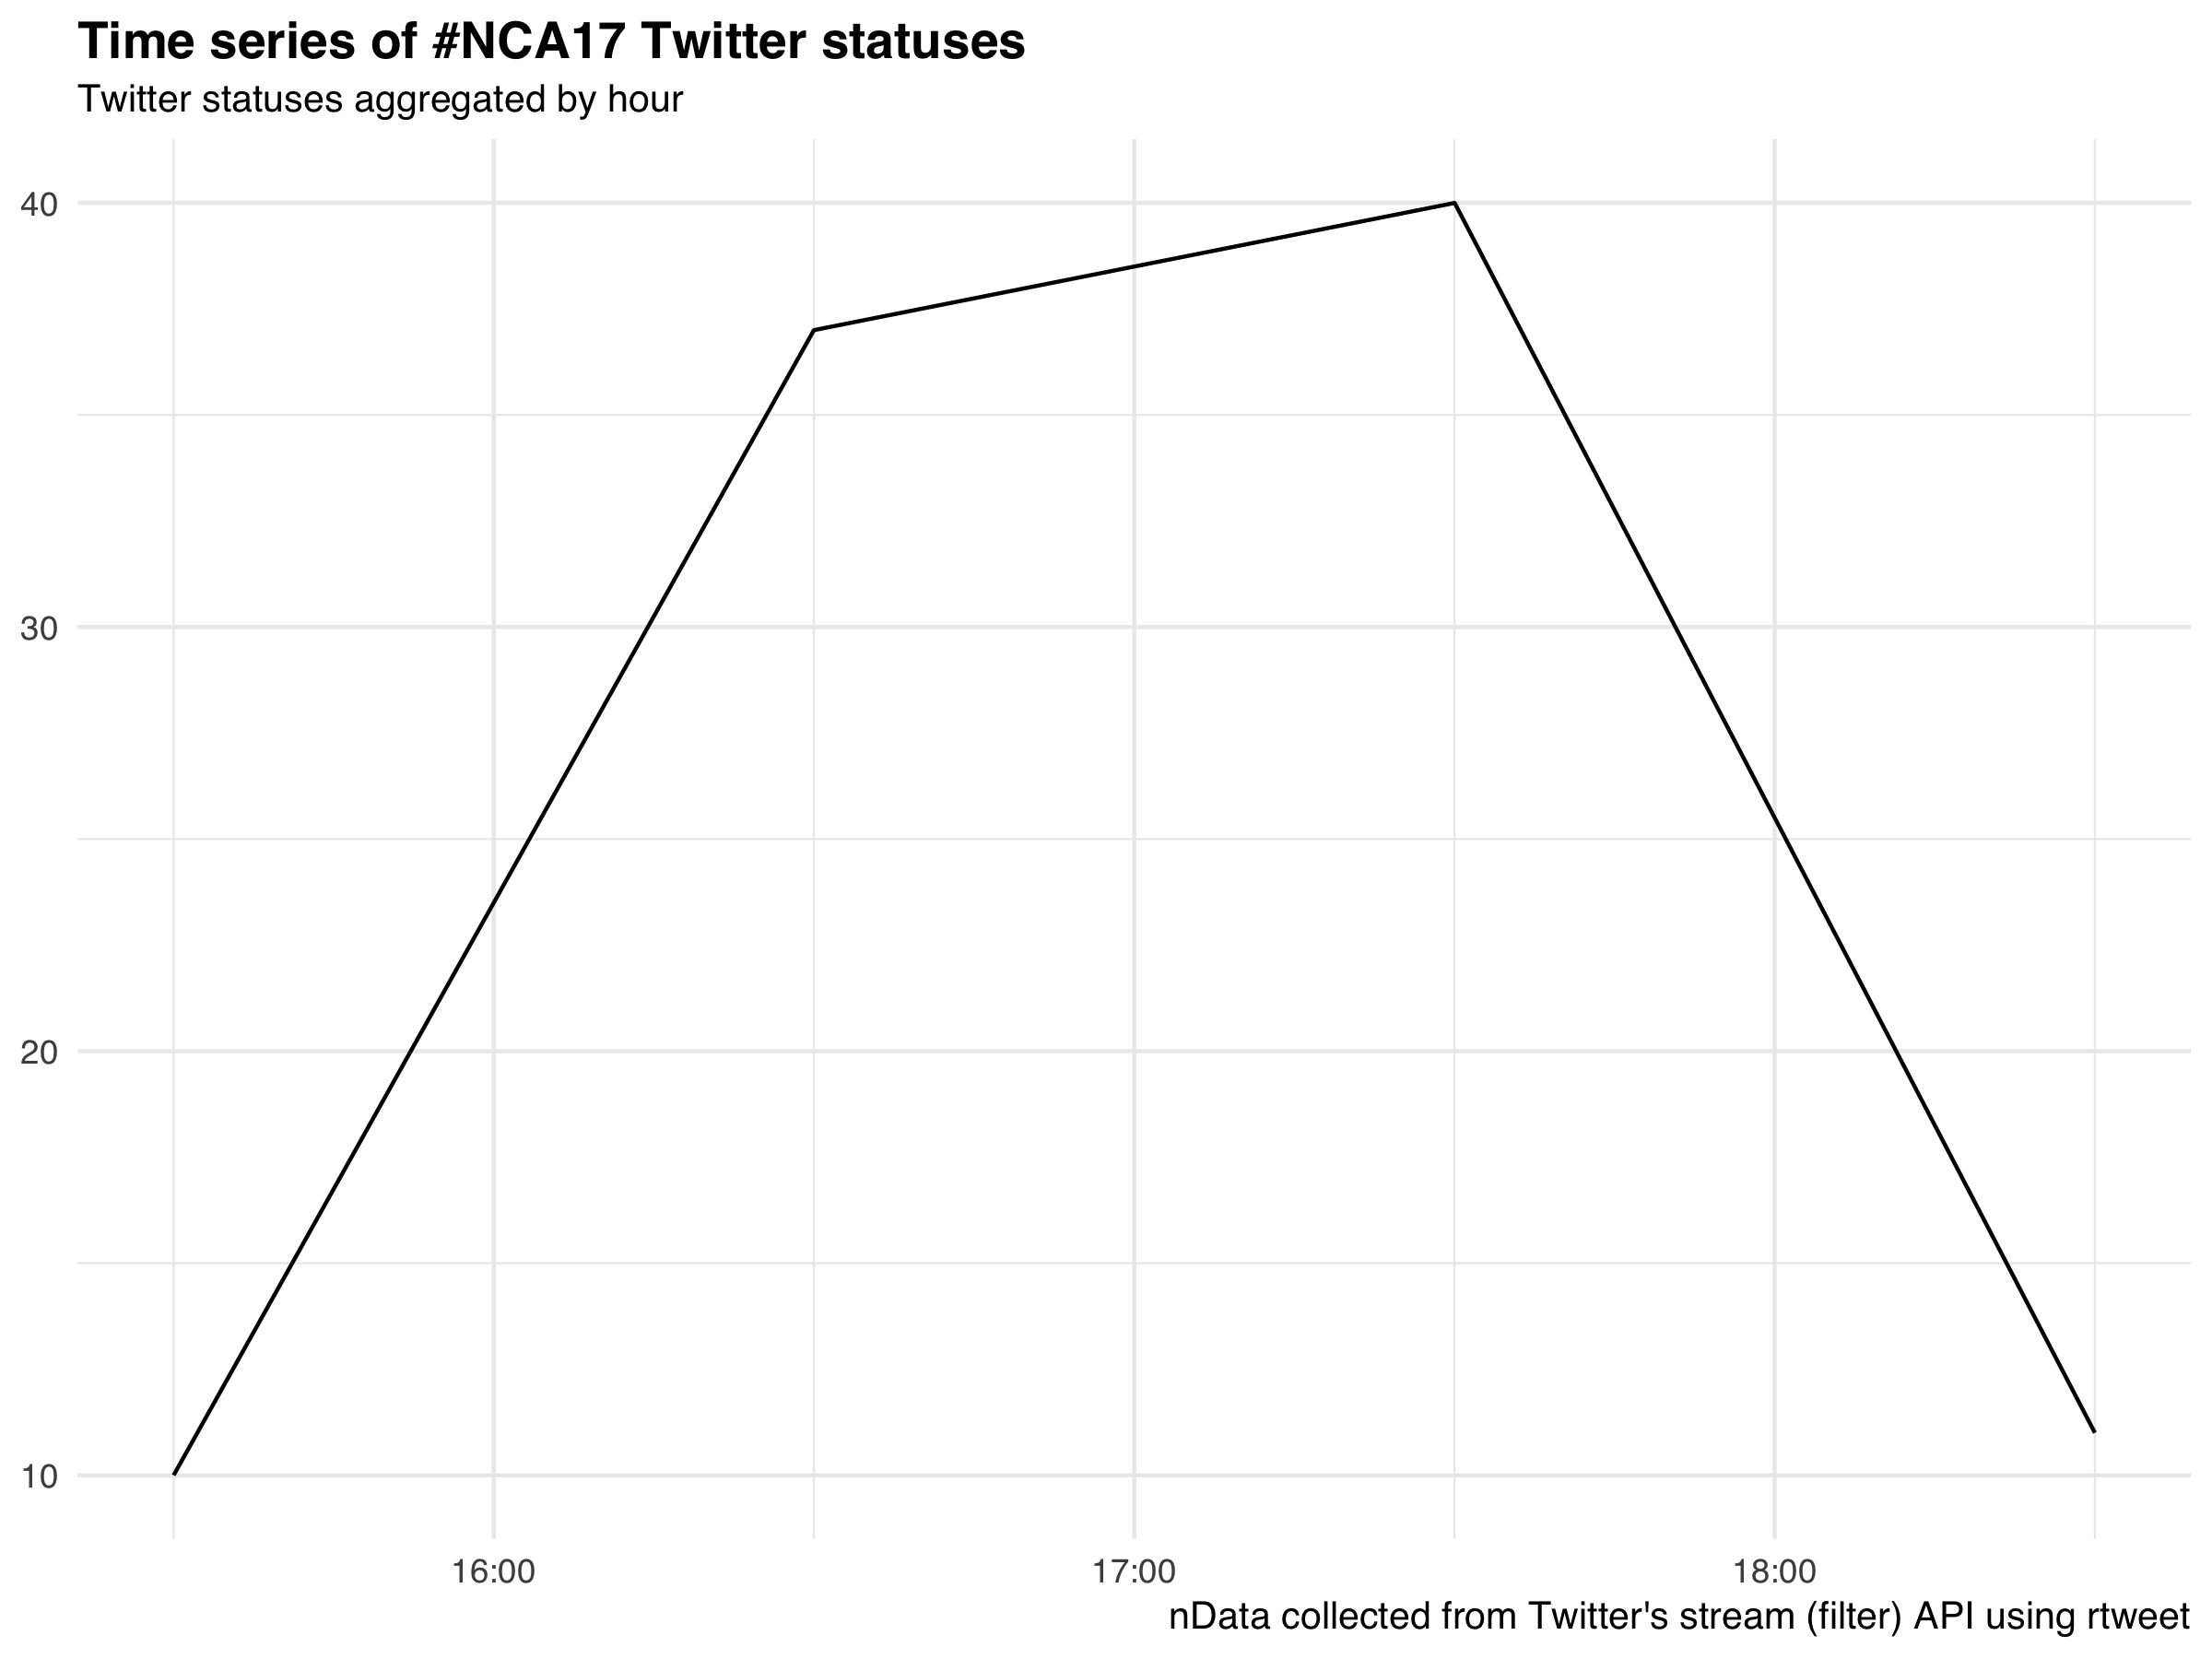 Time series of #NCA17 Twitter statuses
Twitter statuses aggregated by hour
40
30
20
10
16:00 17:00 18:00
nData collected from Twitter's stream (filter) API using rtweet